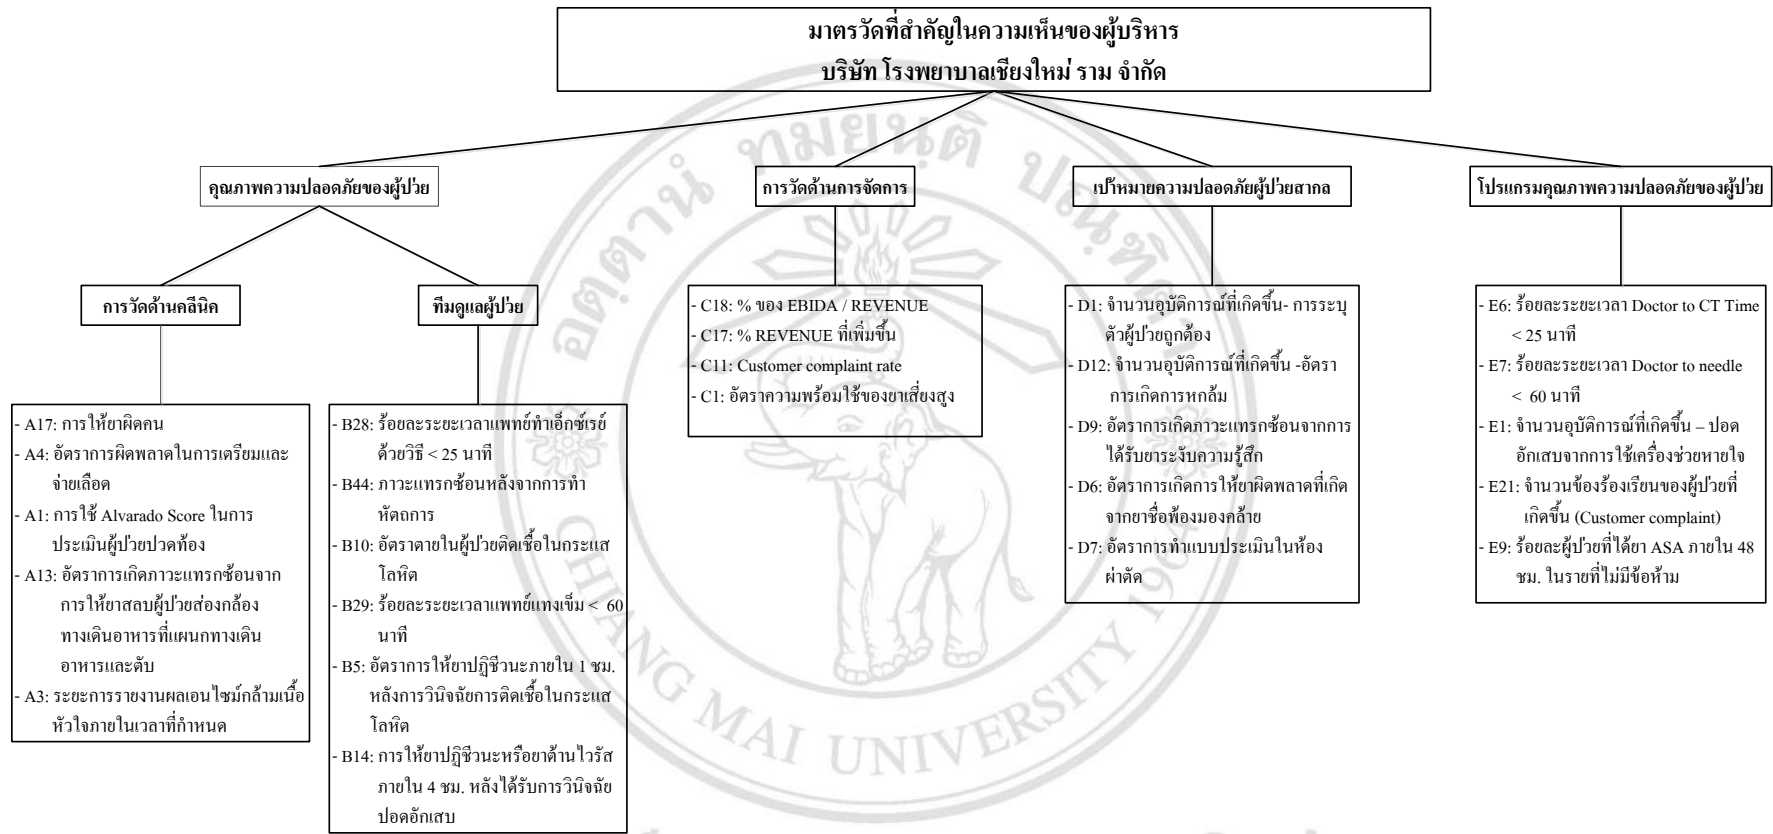 มาตรวัดที่สำคัญในความเห็นของผู้บริหาร
บริษัท โรงพยาบาลเชียงใหม่ ราม จำกัด
คุณภาพความปลอดภัยของผู้ป่วย
การวัดด้านการจัดการ
เป้าหมายความปลอดภัยผู้ป่วยสากล
โปรแกรมคุณภาพความปลอดภัยของผู้ป่วย
การวัดด้านคลีนิค
ทีมดูแลผู้ป่วย
- A17: การให้ยาผิดคน
- A4: อัตราการผิดพลาดในการเตรียมและ
จ่ายเลือด
- A1: การใช้ Alvarado Score ในการ
ประเมินผู้ป่วยปวดท้อง
- A13: อัตราการเกิดภาวะแทรกซ้อนจาก
การให้ยาสลบผู้ป่วยส่องกล้อง
ทางเดินอาหารที่แผนกทางเดิน
อาหารและตับ
- A3: ระยะการรายงานผลเอนไซม์กล้ามเนื้อ
หัวใจภายในเวลาที่กำหนด
- B28: ร้อยละระยะเวลาแพทย์ทำเอ็กซ์เรย์
ด้วยวิธี < 25 นาที
- B44: ภาวะแทรกซ้อนหลังจากการทำ
หัตถการ
- B10: อัตราตายในผู้ป่วยติดเชื้อในกระแส
โลหิต
- B29: ร้อยละระยะเวลาแพทย์แทงเข็ม < 60
นาที
- B5: อัตราการให้ยาปฏิชีวนะภายใน 1 ชม.
หลังการวินิจฉัยการติดเชื้อในกระแส
โลหิต
- B14: การให้ยาปฏิชีวนะหรือยาต้านไวรัส
ภายใน 4 ชม. หลังได้รับการวินิจฉัย
ปอดอักเสบ
- C18: % ของ EBIDA / REVENUE
- C17: % REVENUE ที่เพิ่มขึ้น
- C11: Customer complaint rate
- C1: อัตราความพร้อมใช้ของยาเสี่ยงสูง
- D1: จำนวนอุบัติการณ์ที่เกิดขึ้น- การระบุ
ตัวผู้ป่วยถูกต้อง
- D12: จำนวนอุบัติการณ์ที่เกิดขึ้น -อัตรา
การเกิดการหกล้ม
- D9: อัตราการเกิดภาวะแทรกซ้อนจากการ
ได้รับยาระงับความรู้สึก
- D6: อัตราการเกิดการให้ยาผิดพลาดที่เกิด
จากยาชื่อพ้องมองคล้าย
- D7: อัตราการทำแบบประเมินในห้อง
ผ่าตัด
- E6: ร้อยละระยะเวลา Doctor to CT Time
< 25 นาที
- E7: ร้อยละระยะเวลา Doctor to needle
< 60 นาที
- E1: จำนวนอุบัติการณ์ที่เกิดขึ้น – ปอด
อักเสบจากการใช้เครื่องช่วยหายใจ
- E21: จำนวนข้องร้องเรียนของผู้ป่วยที่
เกิดขึ้น (Customer complaint)
- E9: ร้อยละผู้ป่วยที่ได้ยา ASA ภายใน 48
ชม. ในรายที่ไม่มีข้อห้าม
อตฺตานํ ทมยนฺติ ปณฺฑิตา
CHIANG MAI UNIVERSITY 1964